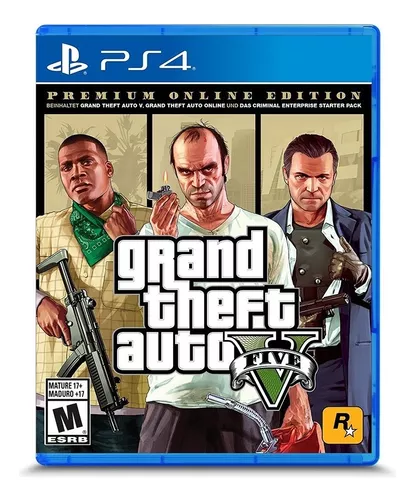 PS4
PREMIUM ONLINE EDITION
BEINHALTET GRAND THEFT AUTO V, GRAND THEFT AUTO ONLINE UND DAS CRIMINAL ENTERPRISE STARTER PACK
grand
theft
auto V
FIVE
MATURE 17+
MADURO +17
M
ESRB
R